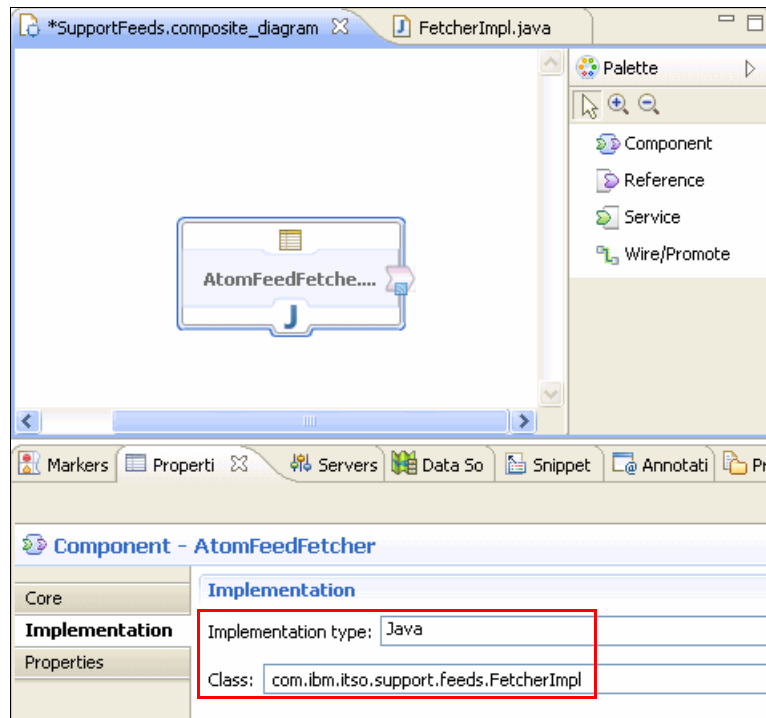 *SupportFeeds.composite_diagram
J FetcherImpl.java
Palette
Component
Reference
Service
Wire/Promote
AtomFeedFetche....
J
Markers Properti Servers Data So Snippet @ Annotati Pr
Component - AtomFeedFetcher
Core
Implementation
Properties
Implementation
Implementation type: Java
Class: com.ibm.itso.support.feeds.FetcherImpl